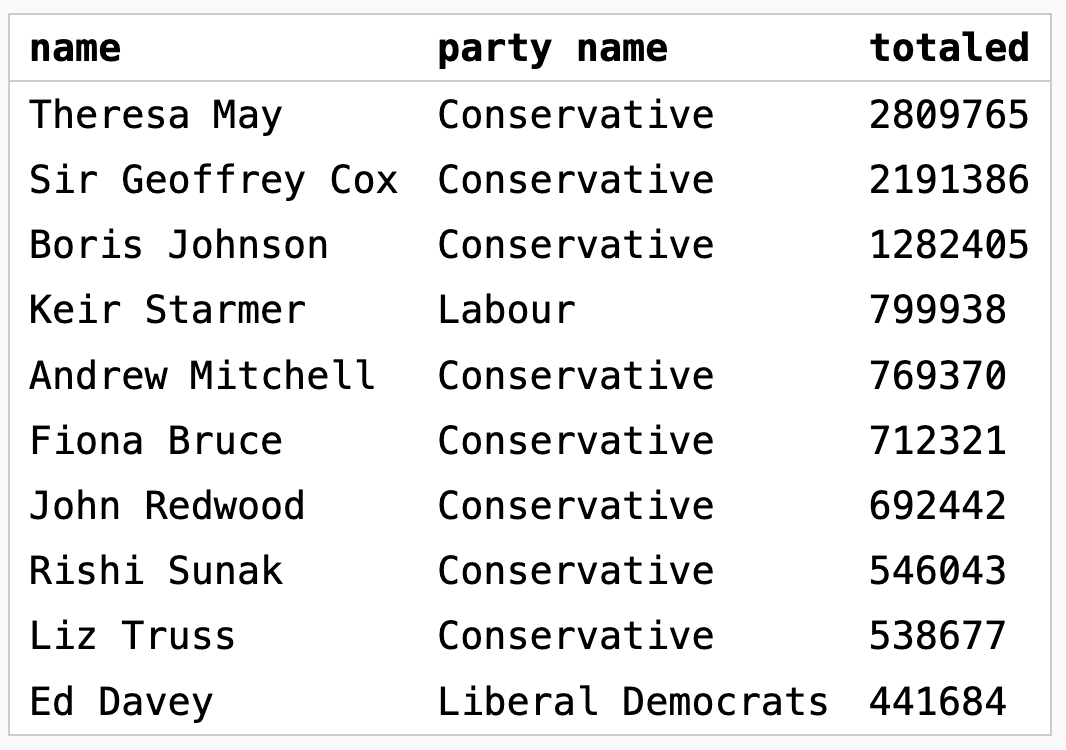 name party name totaled
Theresa May Conservative 2809765
Sir Geoffrey Cox Conservative 2191386
Boris Johnson Conservative 1282405
Keir Starmer Labour 799938
Andrew Mitchell Conservative 769370
Fiona Bruce Conservative 712321
John Redwood Conservative 692442
Rishi Sunak Conservative 546043
Liz Truss Conservative 538677
Ed Davey Liberal Democrats 441684